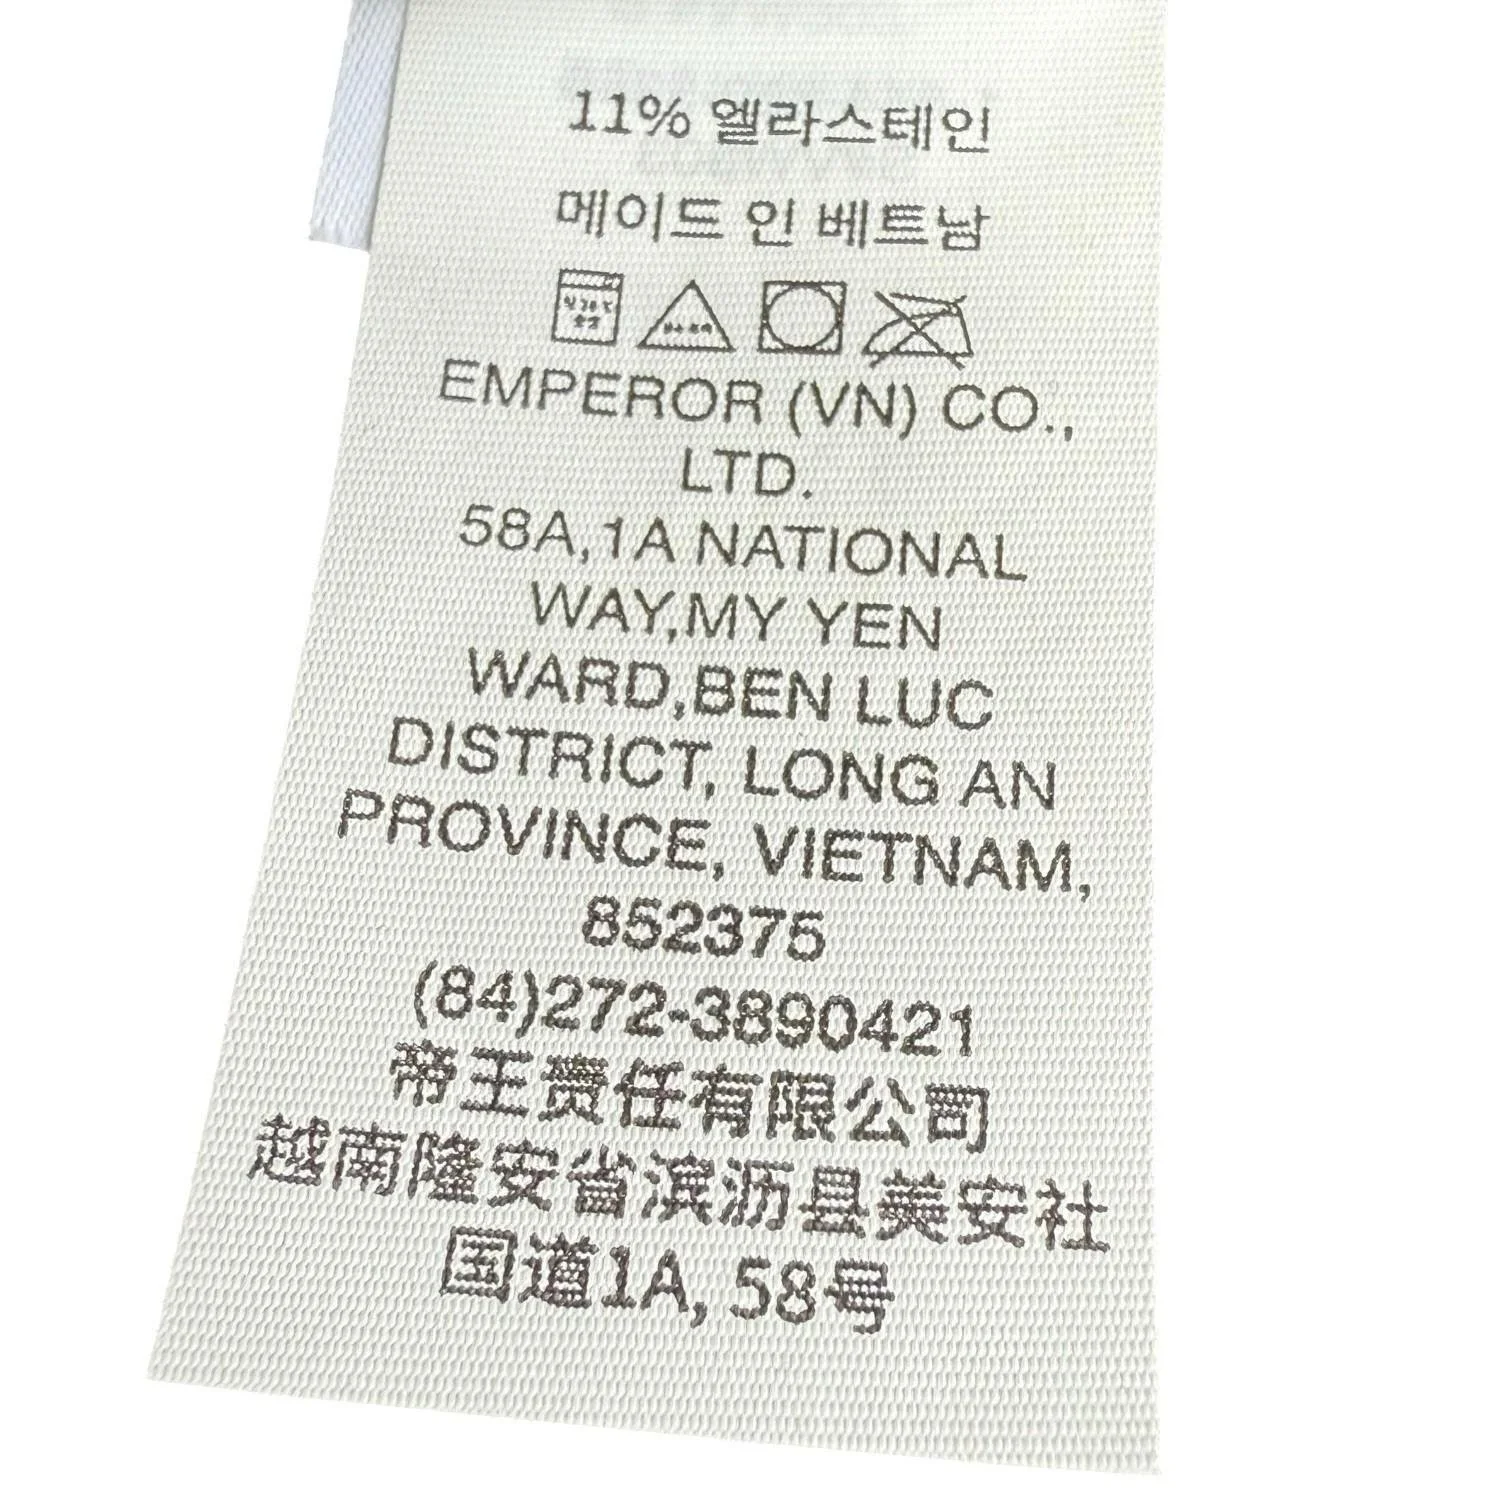 11% 엘라스테인
메이드 인 베트남
EMPEROR (VN) CO.,
LTD.
58A,1A NATIONAL
WAY,MY YEN
WARD,BEN LUC
DISTRICT, LONG AN
PROVINCE, VIETNAM,
852375
(84)272-3890421
帝王责任有限公司
越南隆安省滨沥县美安社
国道1A, 58号